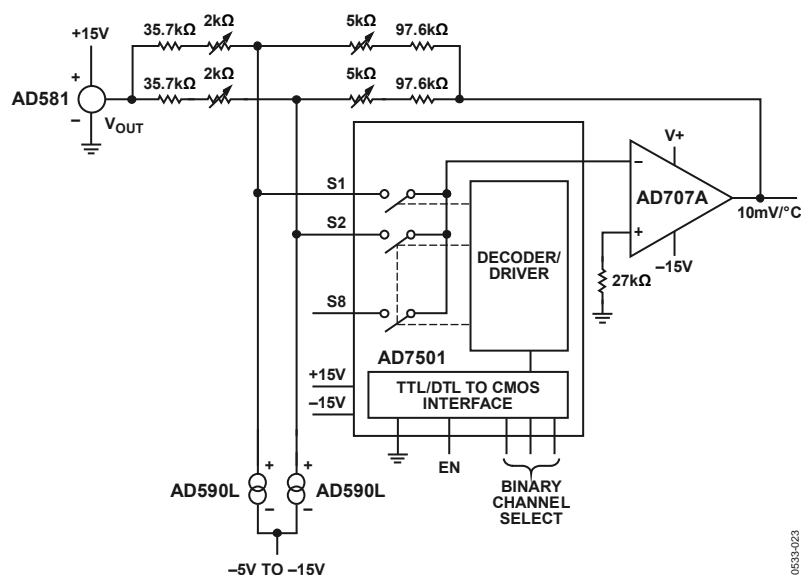 +15V
35.7kΩ
2kΩ
5kΩ
97.6kΩ
+
AD581
−
VOUT
35.7kΩ
2kΩ
5kΩ
97.6kΩ
S1
S2
S8
DECODER/
DRIVER
AD7501
+15V
−15V
TTL/DTL TO CMOS
INTERFACE
EN
BINARY
CHANNEL
SELECT
V+
−
AD707A
+
−15V
10mV/°C
27kΩ
AD590L
+
−
+
−
AD590L
−5V TO −15V
0533-023